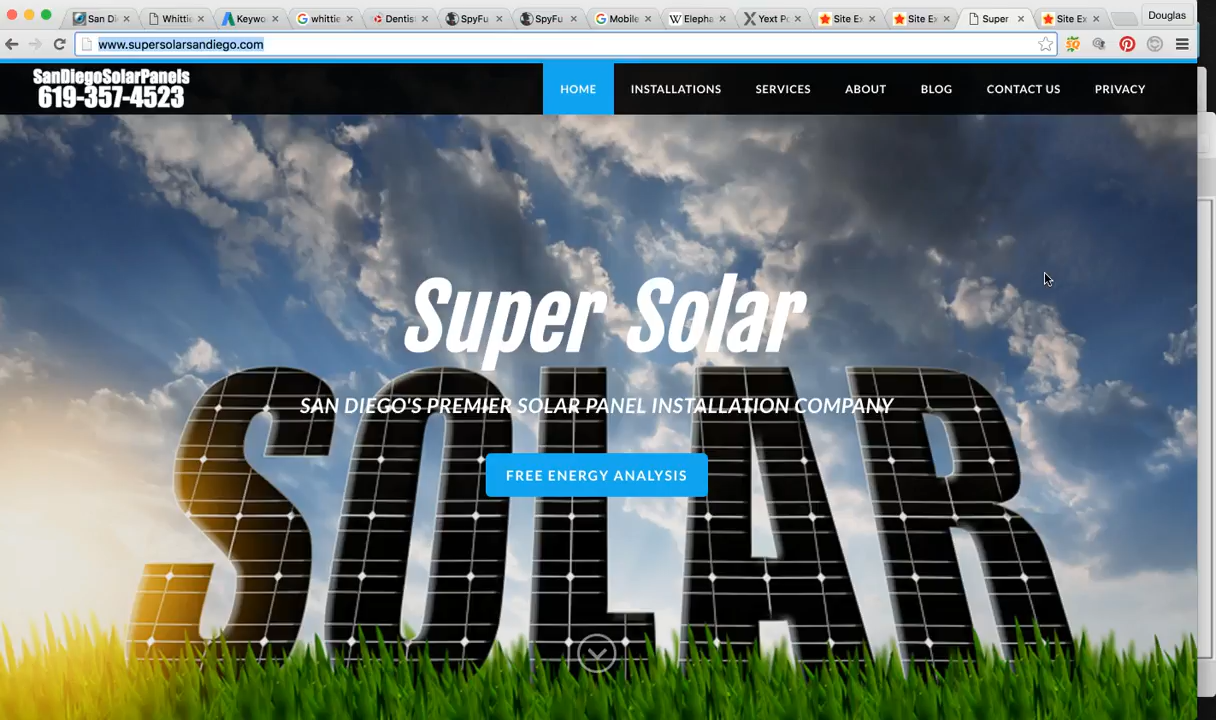 San Di
Whittie
Keywo
whittie
Dentis
SpyFu
SpyFu
Mobile
Elepha
Yext Po
Site Ex
Site Ex
Super
Site Ex
Douglas
www.supersolarsandiego.com
SanDiegoSolarPanels
619-357-4523
HOME
INSTALLATIONS
SERVICES
ABOUT
BLOG
CONTACT US
PRIVACY
Super Solar
SOLAR
SAN DIEGO'S PREMIER SOLAR PANEL INSTALLATION COMPANY
FREE ENERGY ANALYSIS